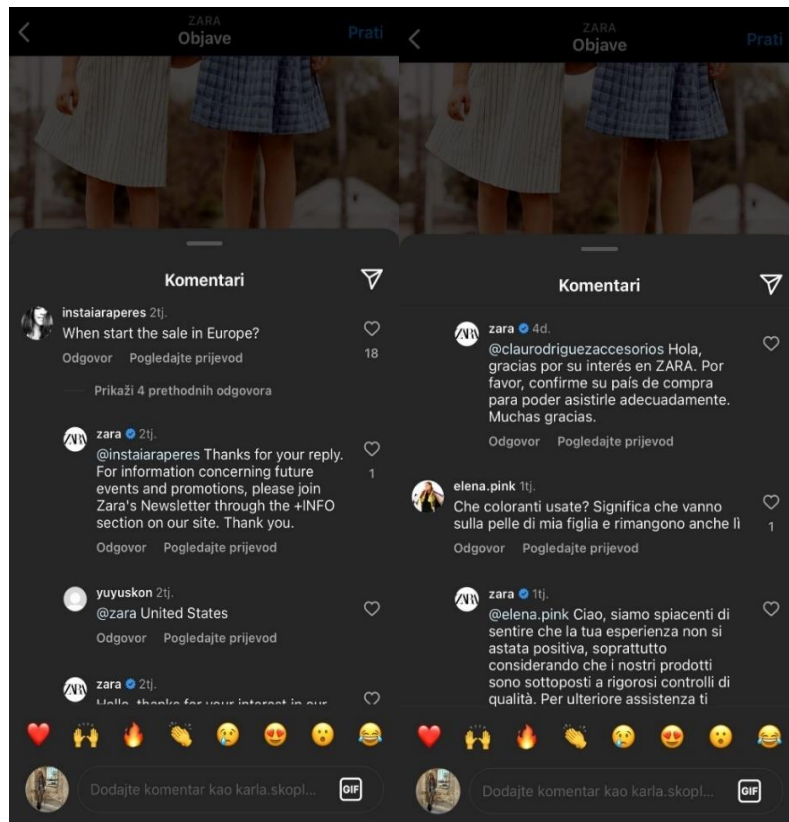 ZARA
Objave
Prati
Komentari
instaiaraperes 2tj.
When start the sale in Europe?
Odgovor Pogledajte prijevod
18
Prikaži 4 prethodnih odgovora
zara 2tj.
@instaiaraperes Thanks for your reply.
For information concerning future
events and promotions, please join
Zara's Newsletter through the +INFO
section on our site. Thank you.
1
Odgovor Pogledajte prijevod
yuyuskon 2tj.
@zara United States
Odgovor Pogledajte prijevod
zara 2tj.
Hello, thanks for your interest in our
Dodajte komentar kao karla.skopl...
GIF
ZARA
Objave
Prati
Komentari
zara 4d.
@claurodriguezaccesorios Hola,
gracias por su interés en ZARA. Por
favor, confirme su país de compra
para poder asistirle adecuadamente.
Muchas gracias.
Odgovor Pogledajte prijevod
elena.pink 1tj.
Che coloranti usate? Significa che vanno
sulla pelle di mia figlia e rimangono anche lì
1
Odgovor Pogledajte prijevod
zara 1tj.
@elena.pink Ciao, siamo spiacenti di
sentire che la tua esperienza non si
astata positiva, soprattutto
considerando che i nostri prodotti
sono sottoposti a rigorosi controlli di
qualità. Per ulteriore assistenza ti
Dodajte komentar kao karla.skopl...
GIF